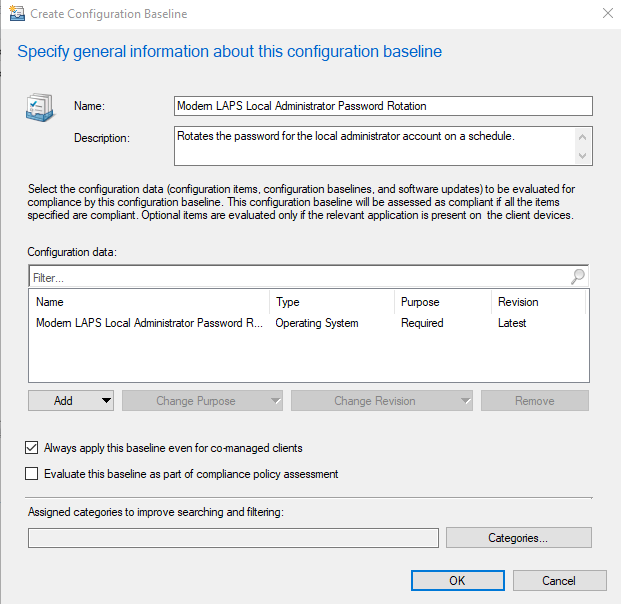 Create Configuration Baseline
Specify general information about this configuration baseline
Name:
Modern LAPS Local Administrator Password Rotation
Description:
Rotates the password for the local administrator account on a schedule.
Select the configuration data (configuration items, configuration baselines, and software updates) to be evaluated for
compliance by this configuration baseline. This configuration baseline will be assessed as compliant if all the items
specified are compliant. Optional items are evaluated only if the relevant application is present on the client devices.
Configuration data:
Filter...
Name Type Purpose Revision
Modern LAPS Local Administrator Password R... Operating System Required Latest
Add Change Purpose Change Revision Remove
Always apply this baseline even for co-managed clients
Evaluate this baseline as part of compliance policy assessment
Assigned categories to improve searching and filtering:
Categories...
OK Cancel